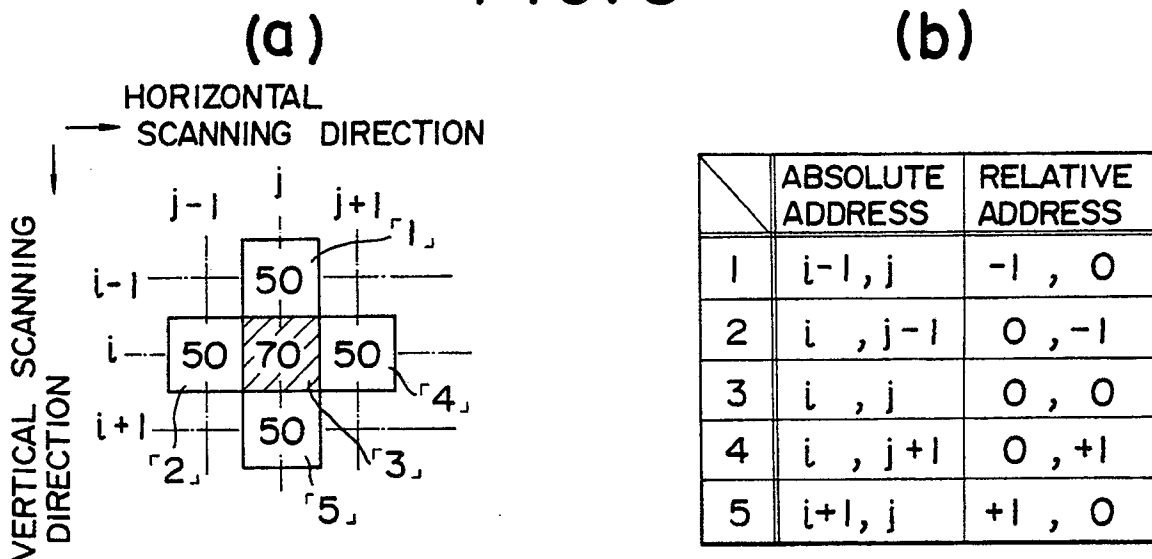 (a)
HORIZONTAL
SCANNING DIRECTION
VERTICAL SCANNING
DIRECTION
j-1 j j+1
「1」
i-1 50
i 50 70 50
「4」
i+1 50
「2」 「3」
「5」
(b)
ABSOLUTE ADDRESS RELATIVE ADDRESS
1 i-1, j -1 , 0
2 i , j-1 0 , -1
3 i , j 0 , 0
4 i , j+1 0 , +1
5 i+1, j +1 , 0